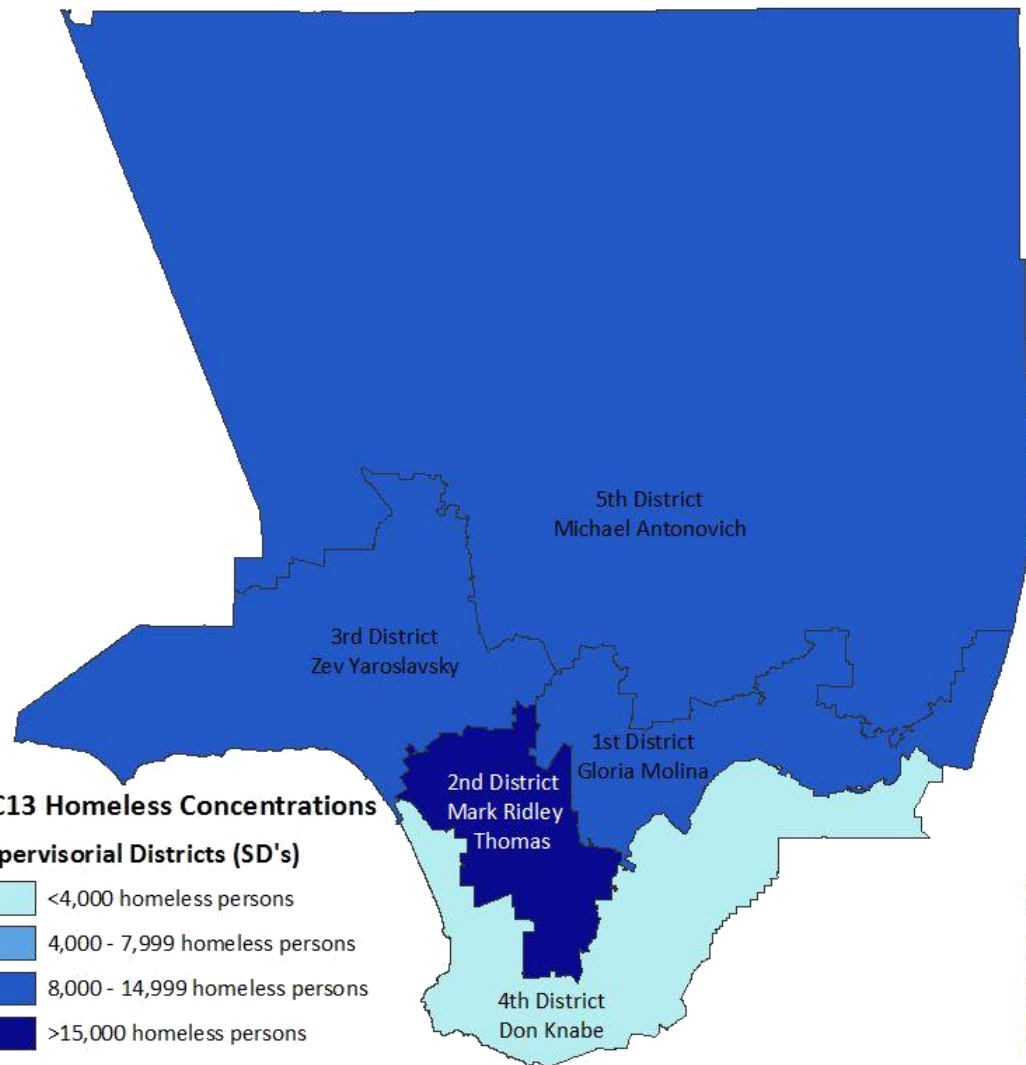 5th District
Michael Antonovich
3rd District
Zev Yaroslavsky
1st District
Gloria Molina
2nd District
Mark Ridley
Thomas
C13 Homeless Concentrations
pervisorial Districts (SD's)
<4,000 homeless persons
4,000 - 7,999 homeless persons
8,000 - 14,999 homeless persons
>15,000 homeless persons
4th District
Don Knabe